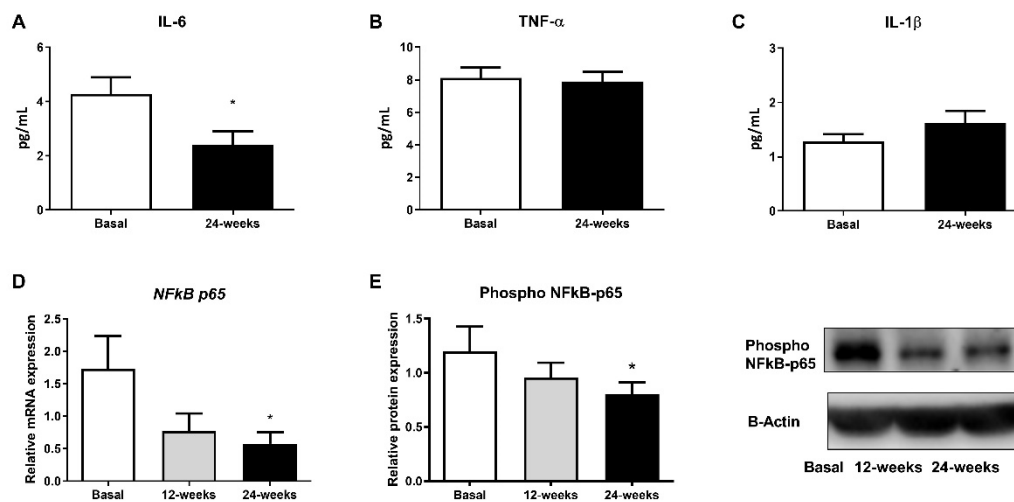 A
IL-6
pg/mL
6
4
2
0
*
Basal
24-weeks
B
TNF-α
pg/mL
10
8
6
4
2
0
Basal
24-weeks
C
IL-1β
pg/mL
3
2
1
0
Basal
24-weeks
D
NFkB p65
Relative mRNA expression
2.5
2.0
1.5
1.0
0.5
0.0
*
Basal
12-weeks
24-weeks
E
Phospho NFkB-p65
Relative protein expression
1.5
1.0
0.5
0.0
*
Basal
12-weeks
24-weeks
Phospho
NFkB-p65
B-Actin
Basal 12-weeks 24-weeks